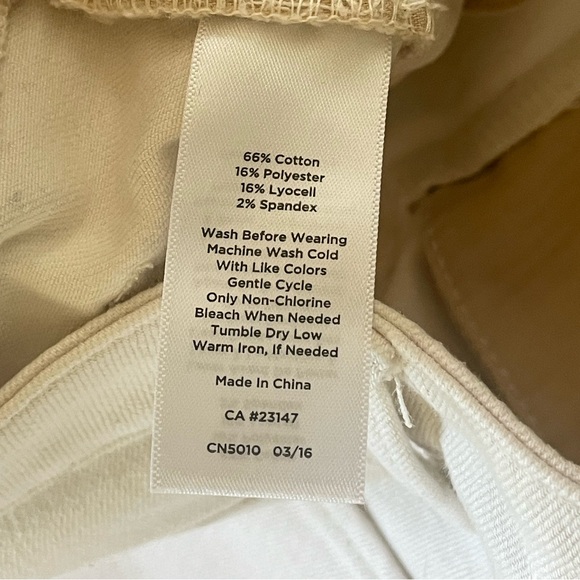 66% Cotton
16% Polyester
16% Lyocell
2% Spandex
Wash Before Wearing
Machine Wash Cold
With Like Colors
Gentle Cycle
Only Non-Chlorine
Bleach When Needed
Tumble Dry Low
Warm Iron, If Needed
Made In China
CA #23147
CN5010 03/16